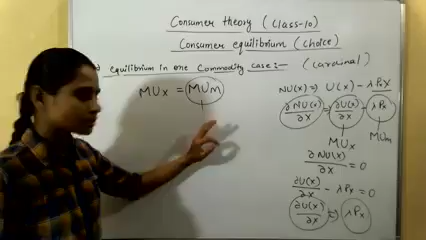 Consumer theory (Class-10)
Consumer equilibrium (Choice)
equilibrium in one Commodity case:- (Cardinal)
MUx = MUm
NU(x) = U(x) - λPxX
∂NU(x)/∂x = ∂U(x)/∂x - λPx
MUx
MUm
∂NU(x)/∂x = 0
∂U(x)/∂x - λPx = 0
∂U(x)/∂x = λPx